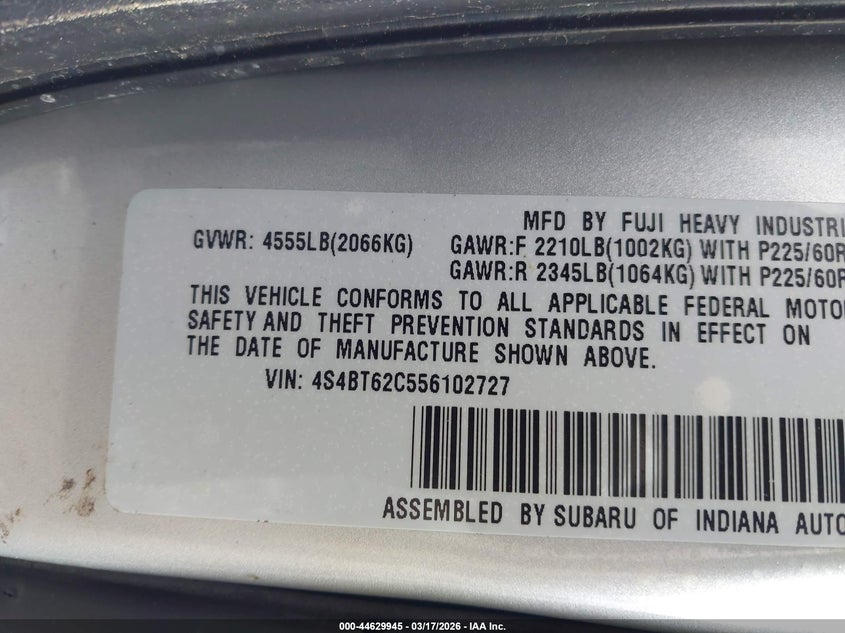 MFD BY FUJI HEAVY INDUSTRI
GVWR: 4555LB(2066KG) GAWR:F 2210LB(1002KG) WITH P225/60R
GAWR:R 2345LB(1064KG) WITH P225/60R
THIS VEHICLE CONFORMS TO ALL APPLICABLE FEDERAL MOTO
SAFETY AND THEFT PREVENTION STANDARDS IN EFFECT ON
THE DATE OF MANUFACTURE SHOWN ABOVE.
VIN: 4S4BT62C556102727
ASSEMBLED BY SUBARU OF INDIANA AUTO
000-44629945 - 03/17/2026 - IAA Inc.